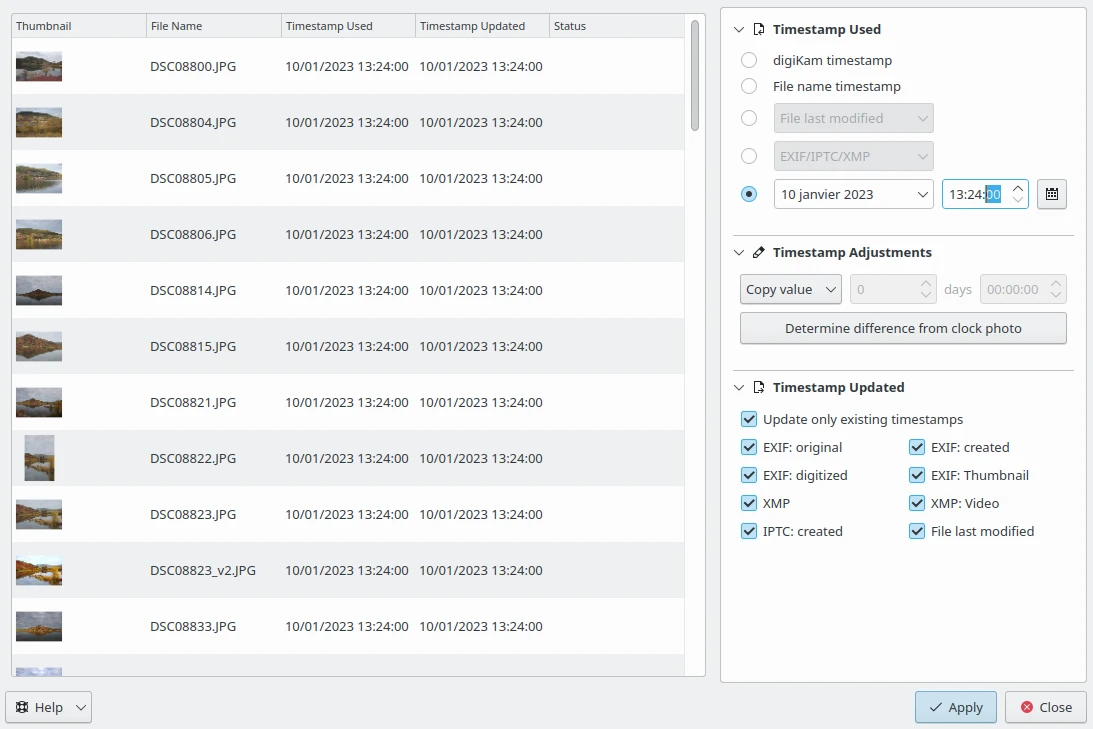 Thumbnail File Name Timestamp Used Timestamp Updated Status
DSC08800.JPG 10/01/2023 13:24:00 10/01/2023 13:24:00
DSC08804.JPG 10/01/2023 13:24:00 10/01/2023 13:24:00
DSC08805.JPG 10/01/2023 13:24:00 10/01/2023 13:24:00
DSC08806.JPG 10/01/2023 13:24:00 10/01/2023 13:24:00
DSC08814.JPG 10/01/2023 13:24:00 10/01/2023 13:24:00
DSC08815.JPG 10/01/2023 13:24:00 10/01/2023 13:24:00
DSC08821.JPG 10/01/2023 13:24:00 10/01/2023 13:24:00
DSC08822.JPG 10/01/2023 13:24:00 10/01/2023 13:24:00
DSC08823.JPG 10/01/2023 13:24:00 10/01/2023 13:24:00
DSC08823_v2.JPG 10/01/2023 13:24:00 10/01/2023 13:24:00
DSC08833.JPG 10/01/2023 13:24:00 10/01/2023 13:24:00
Timestamp Used
digiKam timestamp
File name timestamp
File last modified
EXIF/IPTC/XMP
10 janvier 2023 13:24:00
Timestamp Adjustments
Copy value 0 days 00:00:00
Determine difference from clock photo
Timestamp Updated
Update only existing timestamps
EXIF: original EXIF: created
EXIF: digitized EXIF: Thumbnail
XMP XMP: Video
IPTC: created File last modified
Help Apply Close